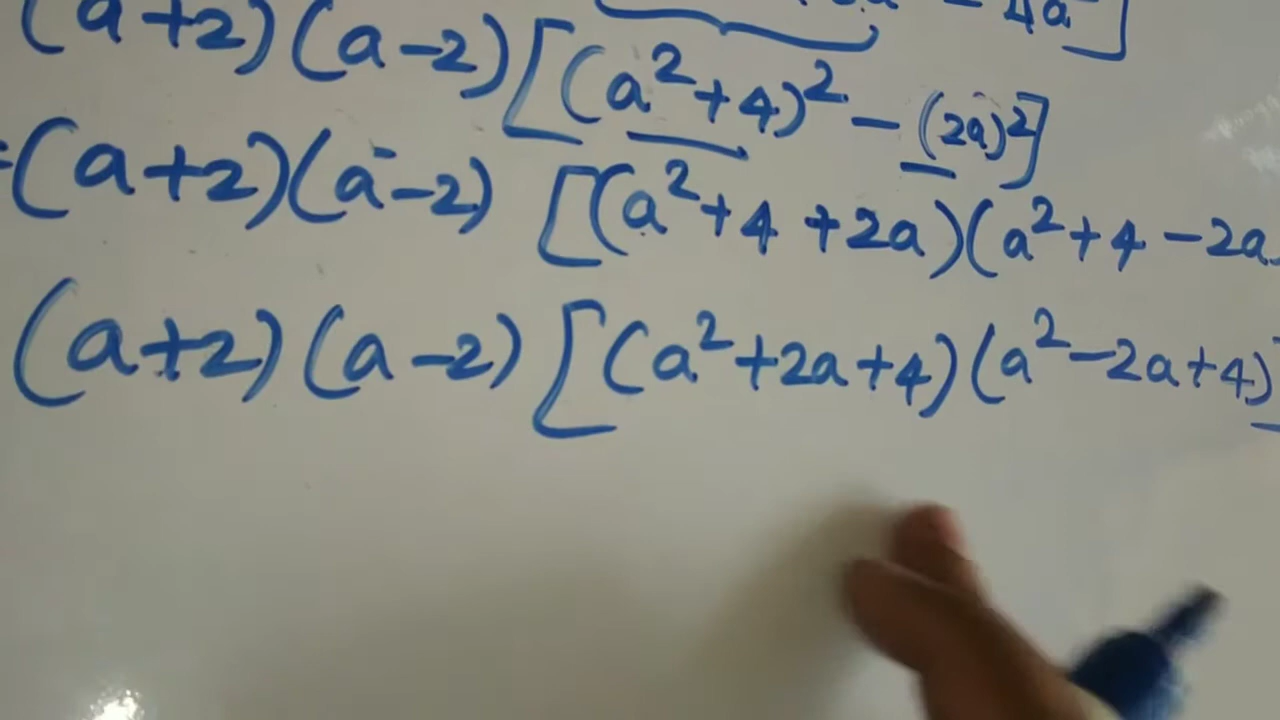 - 4a
(a+2)(a-2)[(a²+4)² - (2a)²]
=(a+2)(a-2) [(a²+4+2a)(a²+4-2a
(a+2)(a-2)[(a²+2a+4)(a²-2a+4)]